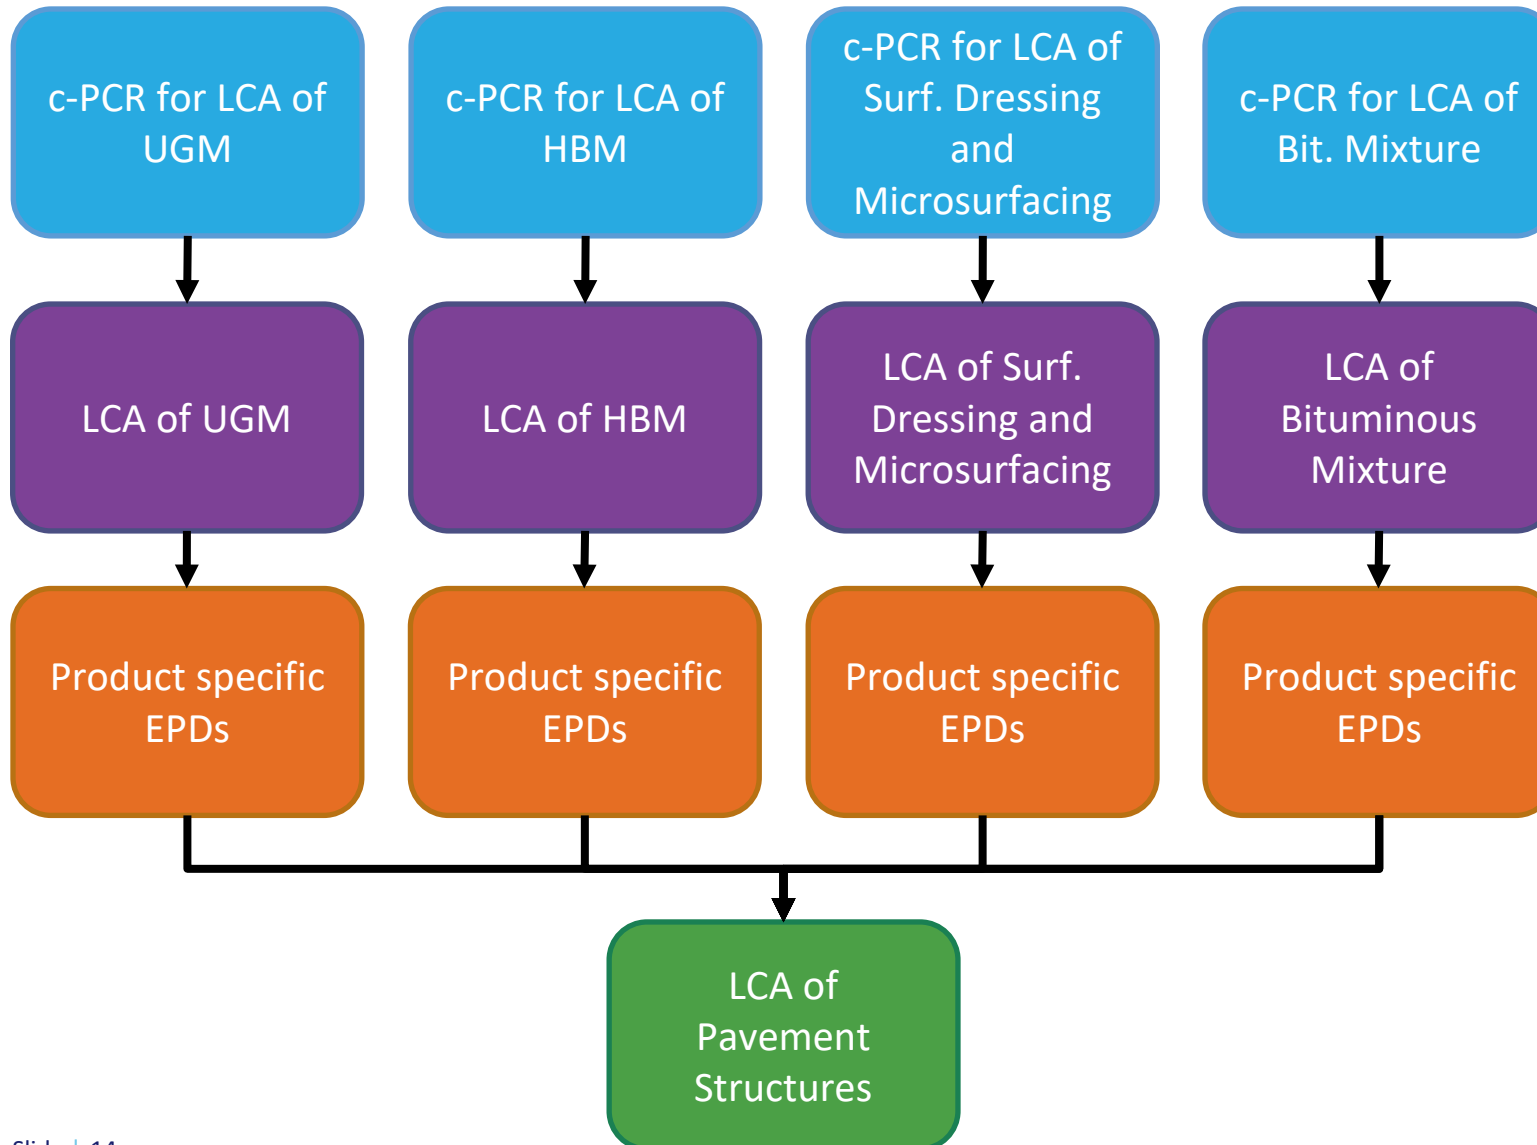 c-PCR for LCA of
UGM
c-PCR for LCA of
HBM
c-PCR for LCA of
Surf. Dressing
and
Microsurfacing
c-PCR for LCA of
Bit. Mixture
LCA of UGM
LCA of HBM
LCA of Surf.
Dressing and
Microsurfacing
LCA of
Bituminous
Mixture
Product specific
EPDs
Product specific
EPDs
Product specific
EPDs
Product specific
EPDs
LCA of
Pavement
Structures
Slide | 14